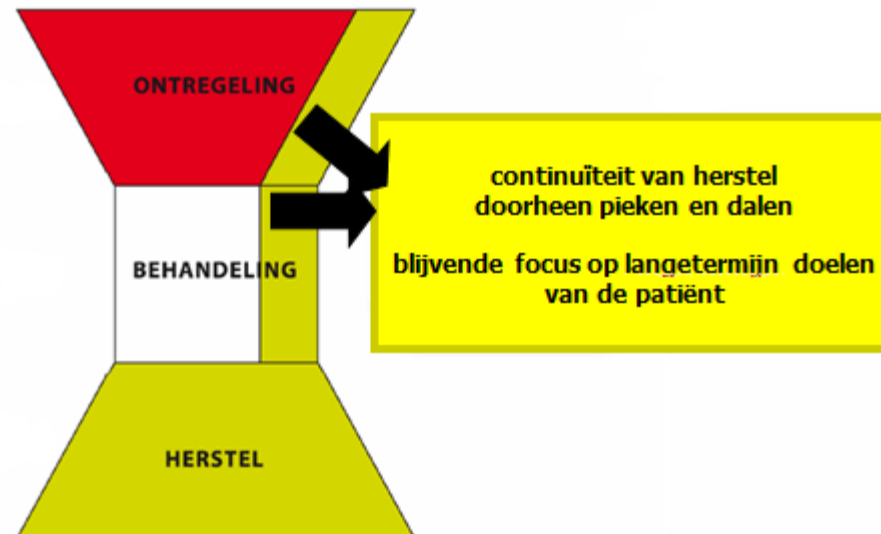 ONTREGELING
continuïteit van herstel
doorheen pieken en dalen
BEHANDELING
blijvende focus op langetermijn doelen
van de patiënt
HERSTEL